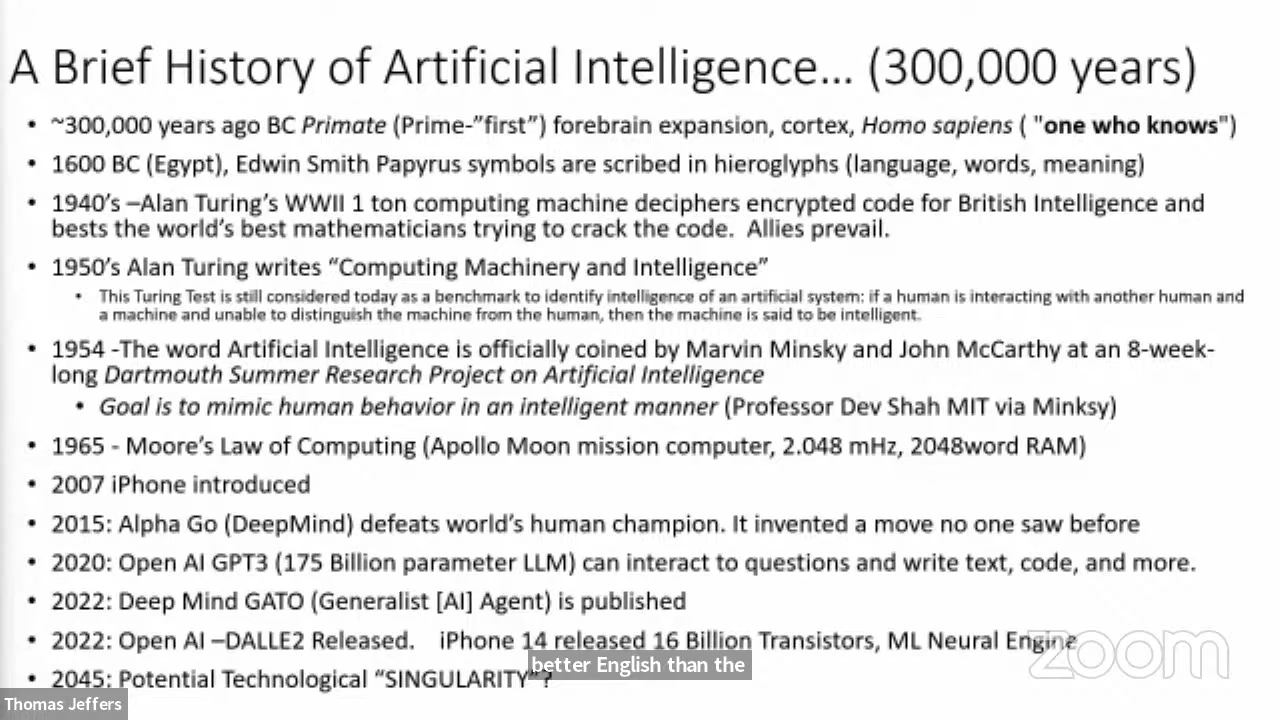 A Brief History of Artificial Intelligence... (300,000 years)
• ~300,000 years ago BC Primate (Prime-”first”) forebrain expansion, cortex, Homo sapiens ( "one who knows")
• 1600 BC (Egypt), Edwin Smith Papyrus symbols are scribed in hieroglyphs (language, words, meaning)
• 1940’s –Alan Turing’s WWII 1 ton computing machine deciphers encrypted code for British Intelligence and
bests the world’s best mathematicians trying to crack the code. Allies prevail.
• 1950’s Alan Turing writes “Computing Machinery and Intelligence”
• This Turing Test is still considered today as a benchmark to identify intelligence of an artificial system: if a human is interacting with another human and
a machine and unable to distinguish the machine from the human, then the machine is said to be intelligent.
• 1954 -The word Artificial Intelligence is officially coined by Marvin Minsky and John McCarthy at an 8-week-
long Dartmouth Summer Research Project on Artificial Intelligence
• Goal is to mimic human behavior in an intelligent manner (Professor Dev Shah MIT via Minksy)
• 1965 - Moore’s Law of Computing (Apollo Moon mission computer, 2.048 mHz, 2048word RAM)
• 2007 iPhone introduced
• 2015: Alpha Go (DeepMind) defeats world’s human champion. It invented a move no one saw before
• 2020: Open AI GPT3 (175 Billion parameter LLM) can interact to questions and write text, code, and more.
• 2022: Deep Mind GATO (Generalist [AI] Agent) is published
• 2022: Open AI –DALLE2 Released. iPhone 14 released 16 Billion Transistors, ML Neural Engine
zoom
better English than the
• 2045: Potential Technological “SINGULARITY”?
Thomas Jeffers